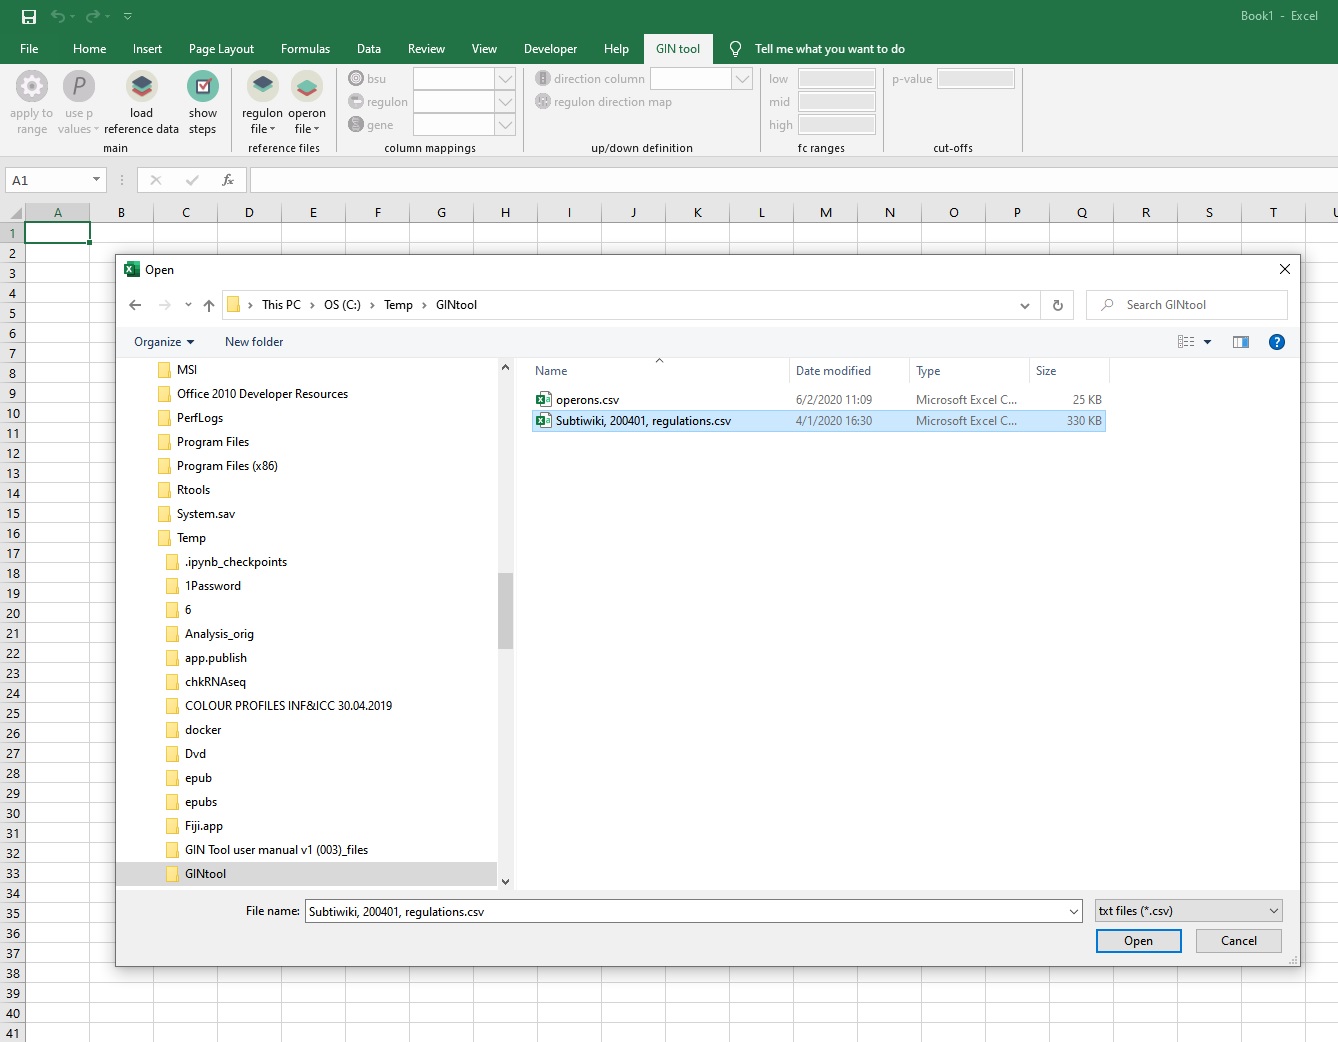 Book1 - Excel
File Home Insert Page Layout Formulas Data Review View Developer Help GIN tool Tell me what you want to do
apply to range
use p values
load reference data
show steps
main
regulon file
operon file
reference files
bsu
regulon
gene
column mappings
direction column
regulon direction map
up/down definition
low
mid
high
fc ranges
p-value
cut-offs
A1
fx
A B C D E F G H I J K L M N O P Q R S T U
1
2
3
4
5
6
7
8
9
10
11
12
13
14
15
16
17
18
19
20
21
22
23
24
25
26
27
28
29
30
31
32
33
34
35
36
37
38
39
40
41
Open
This PC > OS (C:) > Temp > GINtool
Search GINtool
Organize New folder
MSI
Office 2010 Developer Resources
PerfLogs
Program Files
Program Files (x86)
Rtools
System.sav
Temp
.ipynb_checkpoints
1Password
6
Analysis_orig
app.publish
chkRNAseq
COLOUR PROFILES INF&ICC 30.04.2019
docker
Dvd
epub
epubs
Fiji.app
GIN Tool user manual v1 (003)_files
GINtool
Name Date modified Type Size
operons.csv 6/2/2020 11:09 Microsoft Excel C... 25 KB
Subtiwiki, 200401, regulations.csv 4/1/2020 16:30 Microsoft Excel C... 330 KB
File name: Subtiwiki, 200401, regulations.csv txt files (*.csv)
Open Cancel